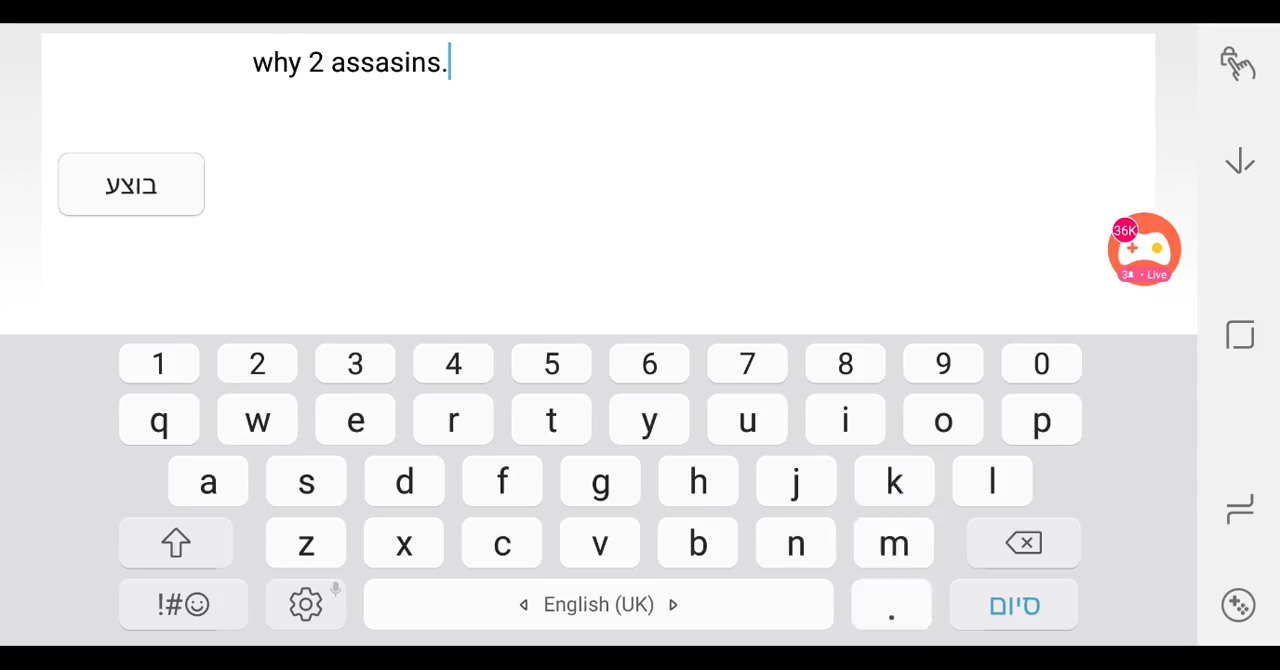 why 2 assasins.
בוצע
36K
3 • Live
1 2 3 4 5 6 7 8 9 0
q w e r t y u i o p
a s d f g h j k l
z x c v b n m
!#☺ English (UK) . סיום